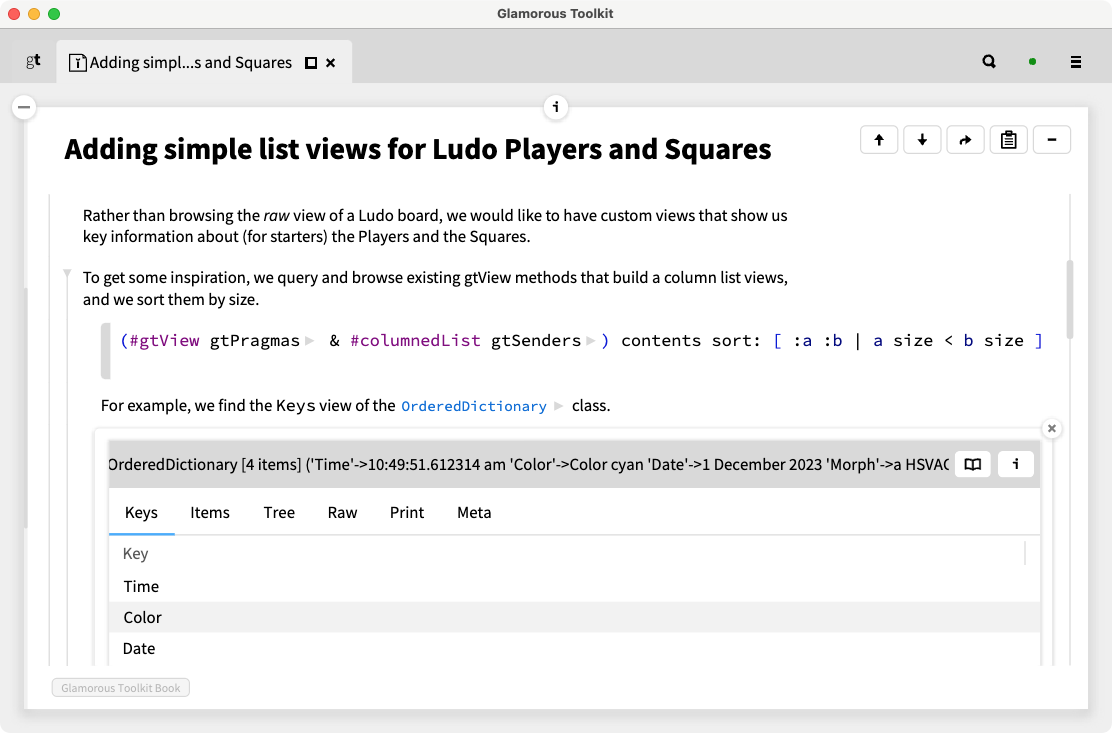 Glamorous Toolkit
gt
Adding simpl...s and Squares
Adding simple list views for Ludo Players and Squares
Rather than browsing the raw view of a Ludo board, we would like to have custom views that show us
key information about (for starters) the Players and the Squares.
To get some inspiration, we query and browse existing gtView methods that build a column list views,
and we sort them by size.
(#gtView gtPragmas & #columnedList gtSenders ) contents sort: [ :a :b | a size < b size ]
For example, we find the Keys view of the OrderedDictionary class.
OrderedDictionary [4 items] ('Time'->10:49:51.612314 am 'Color'->Color cyan 'Date'->1 December 2023 'Morph'->a HSVAC
Keys Items Tree Raw Print Meta
Key
Time
Color
Date
Glamorous Toolkit Book